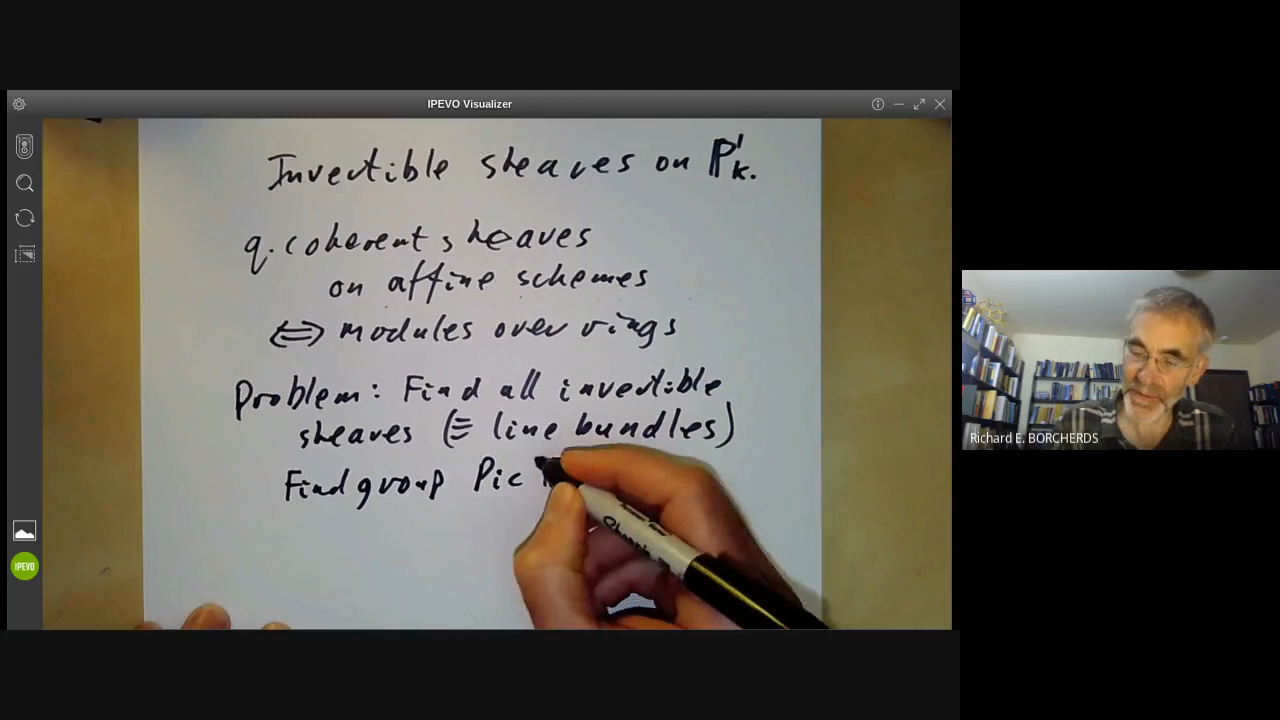 IPEVO Visualizer
Invertible sheaves on P¹ₖ.
q. coherent sheaves
on affine schemes
⇔ modules over rings
Problem: Find all invertible
sheaves (≡ line bundles)
Find group Pic
IPEVO
Richard E. BORCHERDS